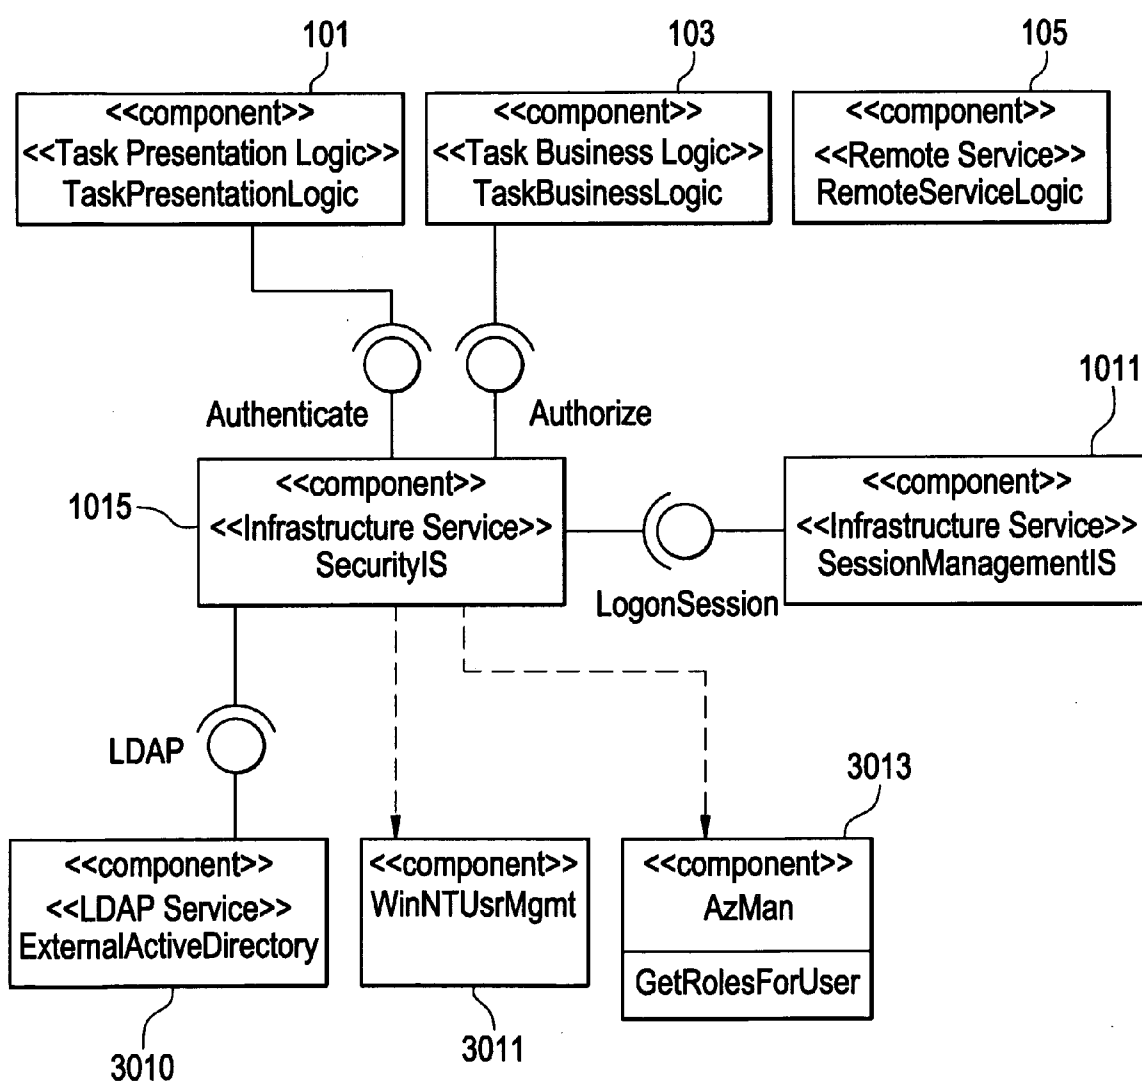 101
103
105
<<component>>
<<Task Presentation Logic>>
TaskPresentationLogic
<<component>>
<<Task Business Logic>>
TaskBusinessLogic
<<component>>
<<Remote Service>>
RemoteServiceLogic
Authenticate
Authorize
1011
1015
<<component>>
<<Infrastructure Service>>
SecurityIS
<<component>>
<<Infrastructure Service>>
SessionManagementIS
LogonSession
LDAP
3013
<<component>>
<<LDAP Service>>
ExternalActiveDirectory
<<component>>
WinNTUsrMgmt
<<component>>
AzMan
GetRolesForUser
3010
3011